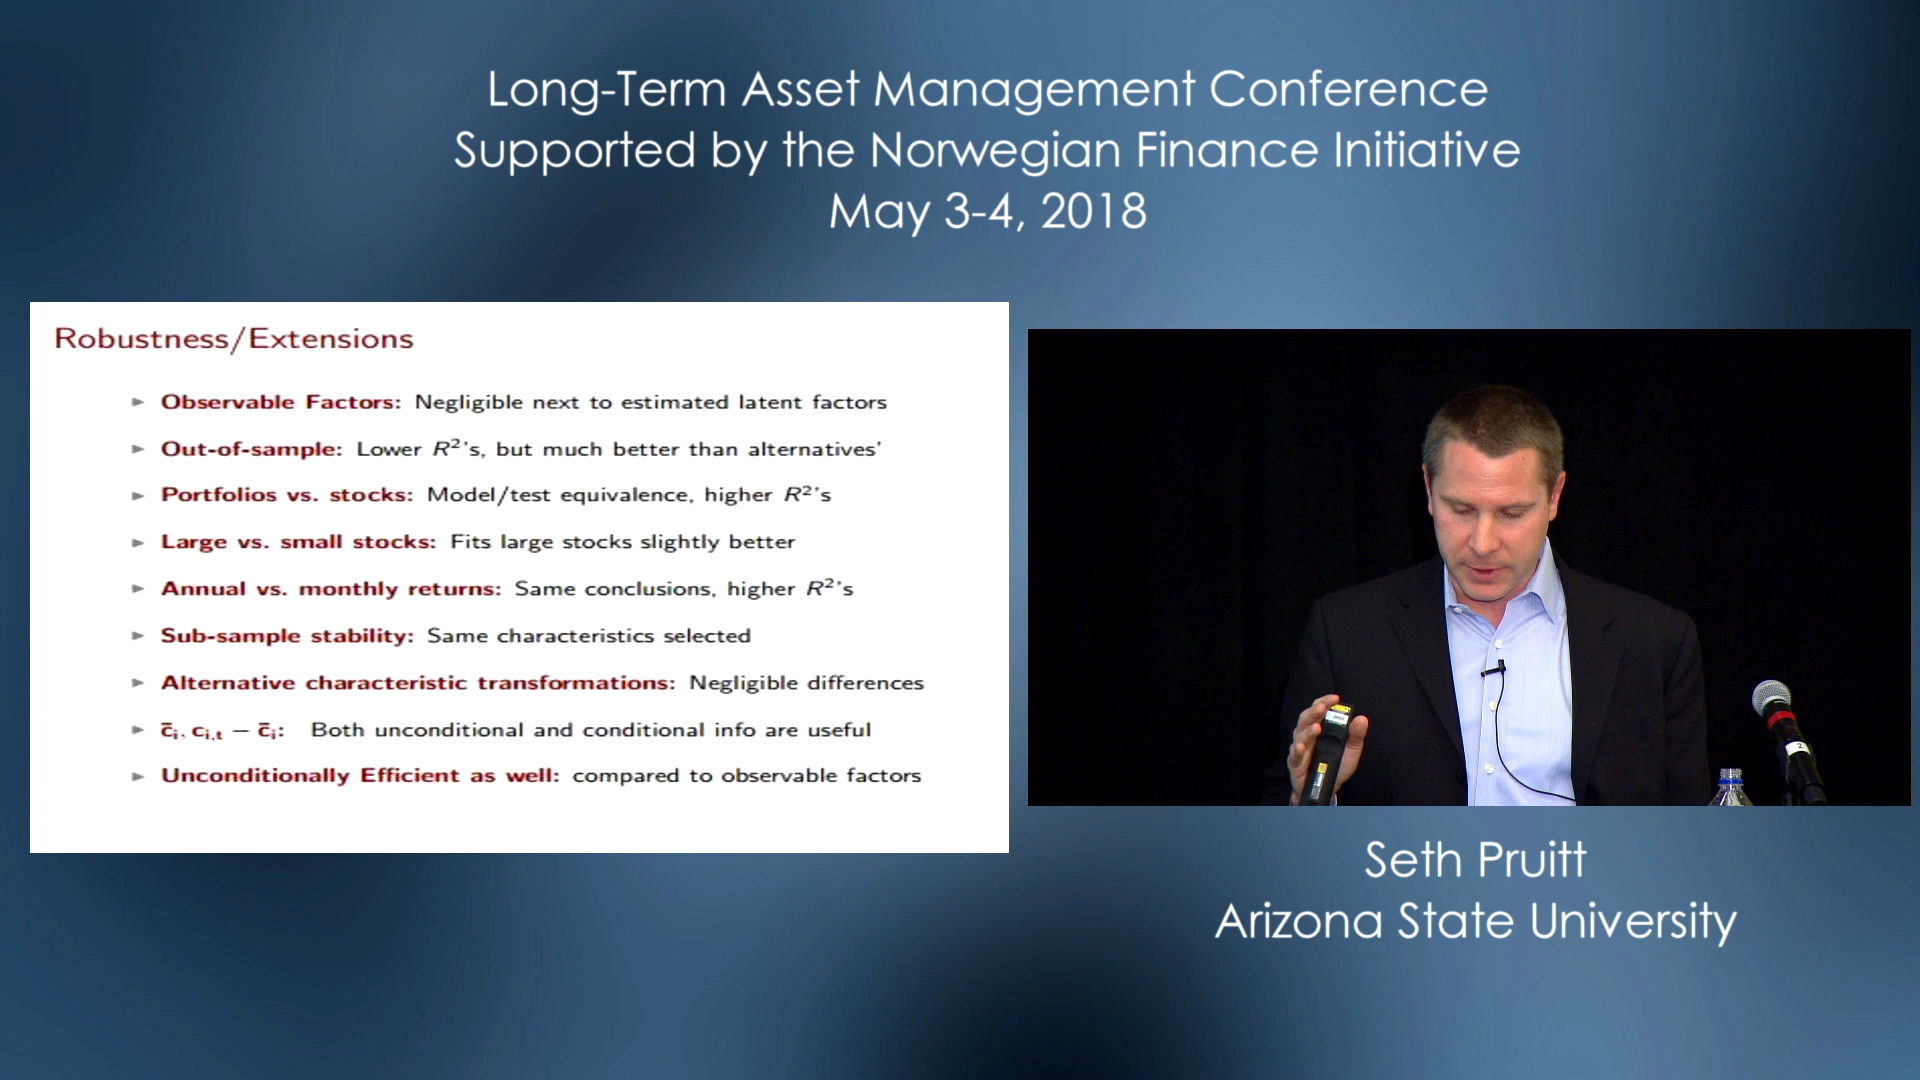 Long-Term Asset Management Conference
Supported by the Norwegian Finance Initiative
May 3-4, 2018
Robustness/Extensions
► Observable Factors: Negligible next to estimated latent factors
► Out-of-sample: Lower R²'s, but much better than alternatives'
► Portfolios vs. stocks: Model/test equivalence, higher R²'s
► Large vs. small stocks: Fits large stocks slightly better
► Annual vs. monthly returns: Same conclusions, higher R²'s
► Sub-sample stability: Same characteristics selected
► Alternative characteristic transformations: Negligible differences
► c̄ᵢ, cᵢ,ₜ − c̄ᵢ: Both unconditional and conditional info are useful
► Unconditionally Efficient as well: compared to observable factors
Seth Pruitt
Arizona State University